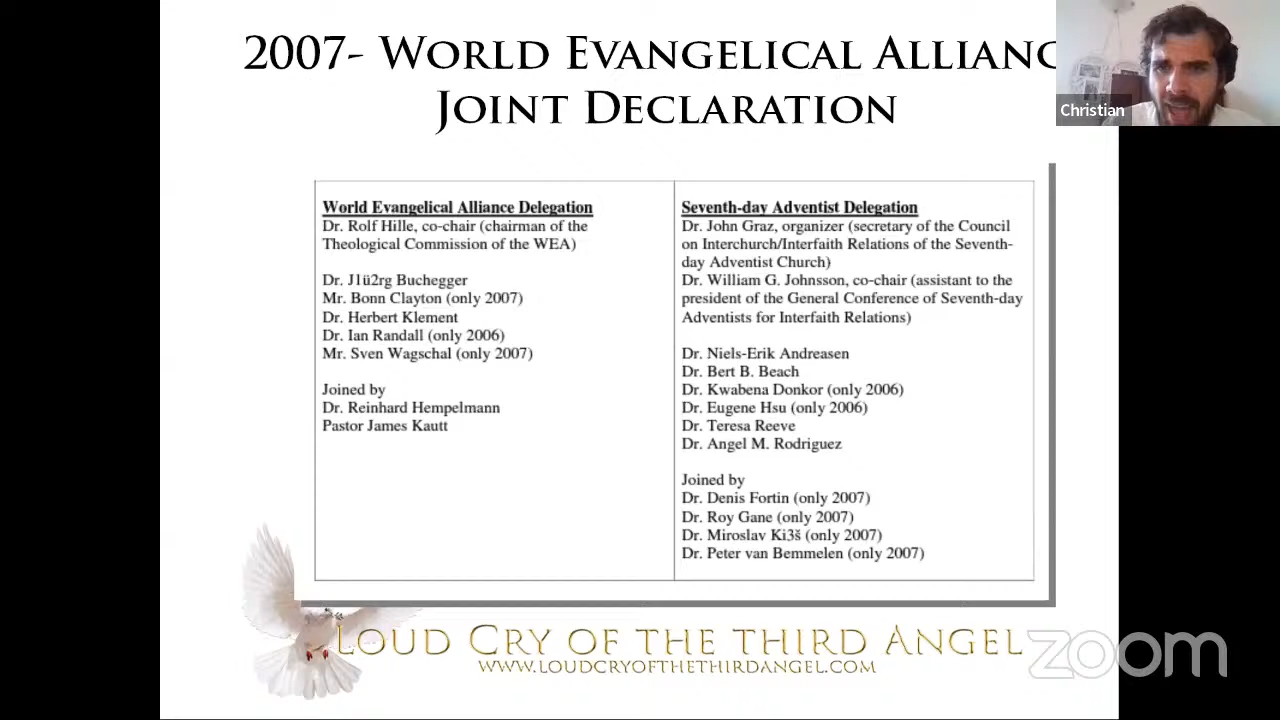 2007- World Evangelical Allianc
Joint Declaration
Christian
World Evangelical Alliance Delegation
Dr. Rolf Hille, co-chair (chairman of the
Theological Commission of the WEA)
Dr. J1ü2rg Buchegger
Mr. Bonn Clayton (only 2007)
Dr. Herbert Klement
Dr. Ian Randall (only 2006)
Mr. Sven Wagschal (only 2007)
Joined by
Dr. Reinhard Hempelmann
Pastor James Kautt
Seventh-day Adventist Delegation
Dr. John Graz, organizer (secretary of the Council
on Interchurch/Interfaith Relations of the Seventh-
day Adventist Church)
Dr. William G. Johnsson, co-chair (assistant to the
president of the General Conference of Seventh-day
Adventists for Interfaith Relations)
Dr. Niels-Erik Andreasen
Dr. Bert B. Beach
Dr. Kwabena Donkor (only 2006)
Dr. Eugene Hsu (only 2006)
Dr. Teresa Reeve
Dr. Angel M. Rodriguez
Joined by
Dr. Denis Fortin (only 2007)
Dr. Roy Gane (only 2007)
Dr. Miroslav Ki3š (only 2007)
Dr. Peter van Bemmelen (only 2007)
Loud Cry of the third Angel
www.loudcryofthethirdangel.com
zoom